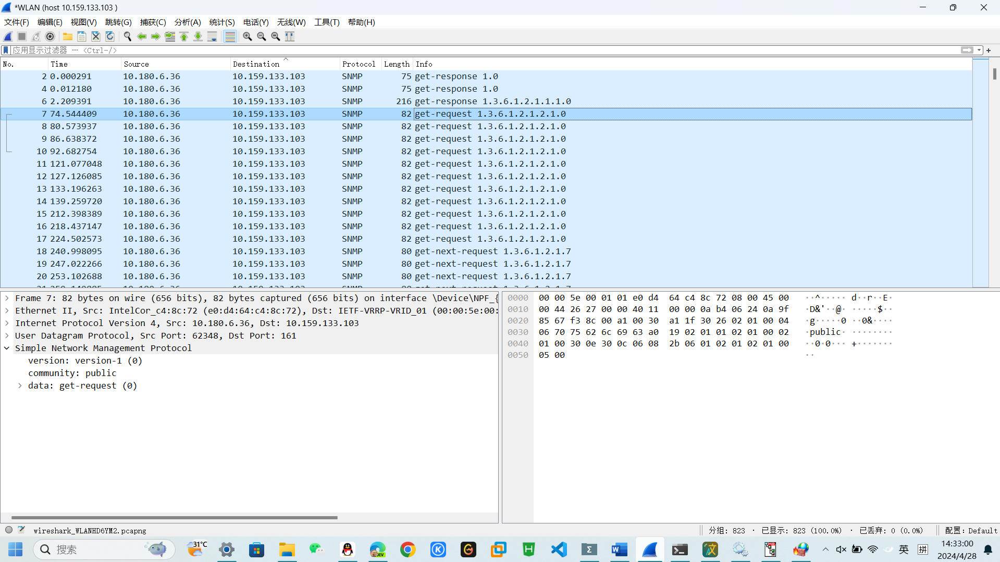 *WLAN (host 10.159.133.103 )
文件(F) 编辑(E) 视图(V) 跳转(G) 捕获(C) 分析(A) 统计(S) 电话(Y) 无线(W) 工具(T) 帮助(H)
应用显示过滤器 … <Ctrl-/>
No. Time Source Destination Protocol Length Info
2 0.000291 10.180.6.36 10.159.133.103 SNMP 75 get-response 1.0
4 0.012180 10.180.6.36 10.159.133.103 SNMP 75 get-response 1.0
6 2.209391 10.180.6.36 10.159.133.103 SNMP 216 get-response 1.3.6.1.2.1.1.1.0
7 74.544409 10.180.6.36 10.159.133.103 SNMP 82 get-request 1.3.6.1.2.1.2.1.0
8 80.573937 10.180.6.36 10.159.133.103 SNMP 82 get-request 1.3.6.1.2.1.2.1.0
9 86.638372 10.180.6.36 10.159.133.103 SNMP 82 get-request 1.3.6.1.2.1.2.1.0
10 92.682754 10.180.6.36 10.159.133.103 SNMP 82 get-request 1.3.6.1.2.1.2.1.0
11 121.077048 10.180.6.36 10.159.133.103 SNMP 82 get-request 1.3.6.1.2.1.2.1.0
12 127.126085 10.180.6.36 10.159.133.103 SNMP 82 get-request 1.3.6.1.2.1.2.1.0
13 133.196263 10.180.6.36 10.159.133.103 SNMP 82 get-request 1.3.6.1.2.1.2.1.0
14 139.259720 10.180.6.36 10.159.133.103 SNMP 82 get-request 1.3.6.1.2.1.2.1.0
15 212.398389 10.180.6.36 10.159.133.103 SNMP 82 get-request 1.3.6.1.2.1.2.1.0
16 218.437147 10.180.6.36 10.159.133.103 SNMP 82 get-request 1.3.6.1.2.1.2.1.0
17 224.502573 10.180.6.36 10.159.133.103 SNMP 82 get-request 1.3.6.1.2.1.2.1.0
18 240.998095 10.180.6.36 10.159.133.103 SNMP 80 get-next-request 1.3.6.1.2.1.7
19 247.022266 10.180.6.36 10.159.133.103 SNMP 80 get-next-request 1.3.6.1.2.1.7
20 253.102688 10.180.6.36 10.159.133.103 SNMP 80 get-next-request 1.3.6.1.2.1.7
Frame 7: 82 bytes on wire (656 bits), 82 bytes captured (656 bits) on interface \Device\NPF_{
Ethernet II, Src: IntelCor_c4:8c:72 (e0:d4:64:c4:8c:72), Dst: IETF-VRRP-VRID_01 (00:00:5e:00:
Internet Protocol Version 4, Src: 10.180.6.36, Dst: 10.159.133.103
User Datagram Protocol, Src Port: 62348, Dst Port: 161
Simple Network Management Protocol
version: version-1 (0)
community: public
data: get-request (0)
0000 00 00 5e 00 01 01 e0 d4 64 c4 8c 72 08 00 45 00 ··^····· d··r··E·
0010 00 44 26 27 00 00 40 11 00 00 0a b4 06 24 0a 9f ·D&'··@· ·····$··
0020 85 67 f3 8c 00 a1 00 30 a1 1f 30 26 02 01 00 04 ·g·····0 ··0&····
0030 06 70 75 62 6c 69 63 a0 19 02 01 01 02 01 00 02 ·public· ········
0040 01 00 30 0e 30 0c 06 08 2b 06 01 02 01 02 01 00 ··0·0··· +·······
0050 05 00 ··
wireshark_WLANHD6YM2.pcapng
分组: 823 · 已显示: 823 (100.0%) · 已丢弃: 0 (0.0%)
配置: Default
搜索
31°C
DEV
英 拼
14:33:00
2024/4/28